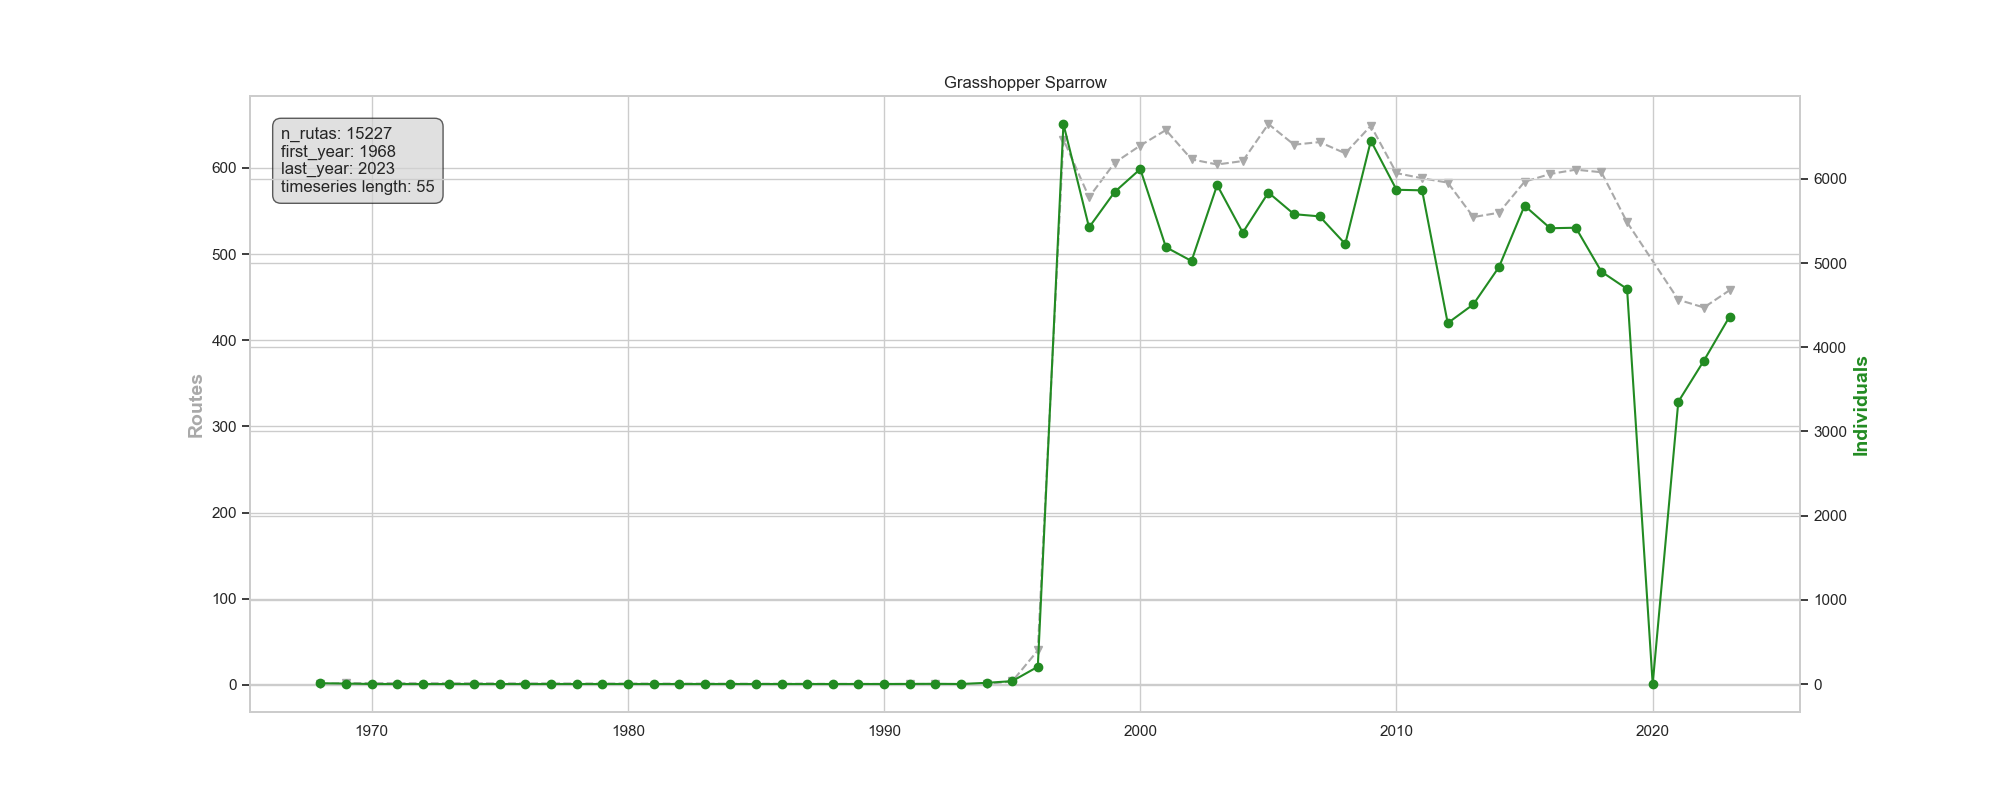 Grasshopper Sparrow
n_rutas: 15227
first_year: 1968
last_year: 2023
timeseries length: 55
600
500
400
300
200
100
0
Routes
6000
5000
4000
3000
2000
1000
0
Individuals
1970
1980
1990
2000
2010
2020